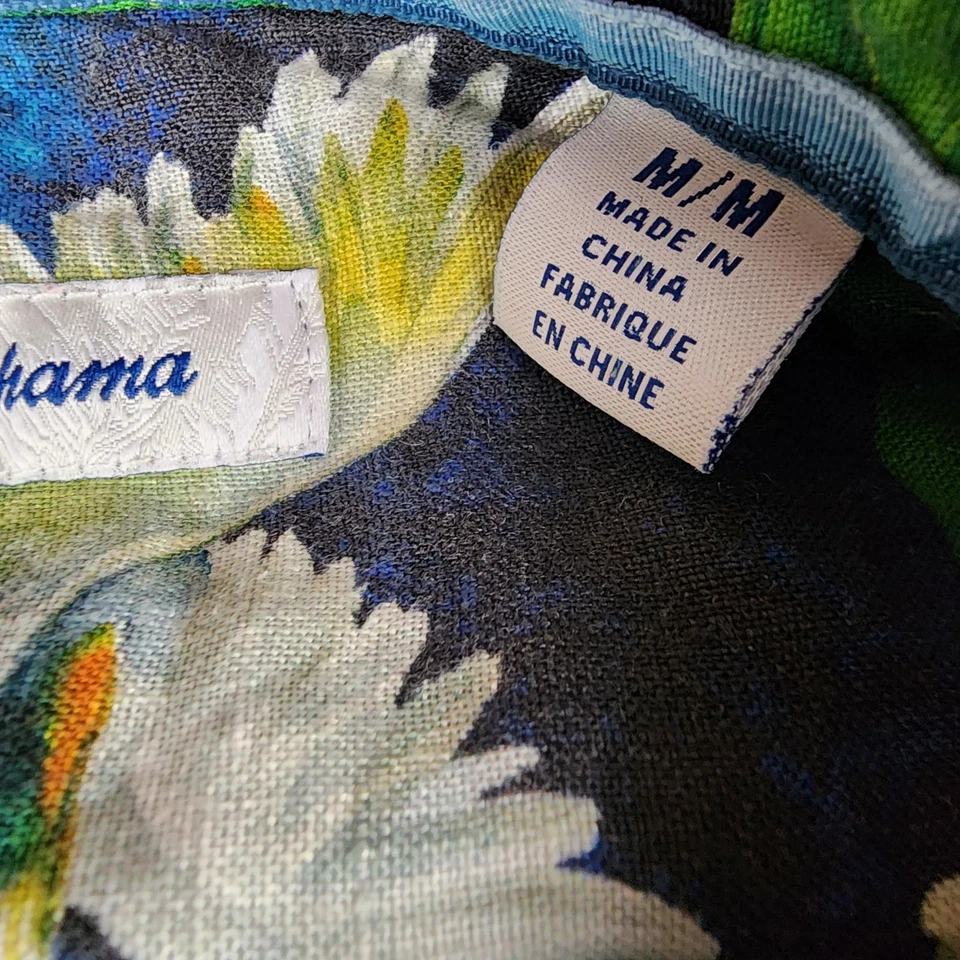 hama
M/M
MADE IN
CHINA
FABRIQUE
EN CHINE